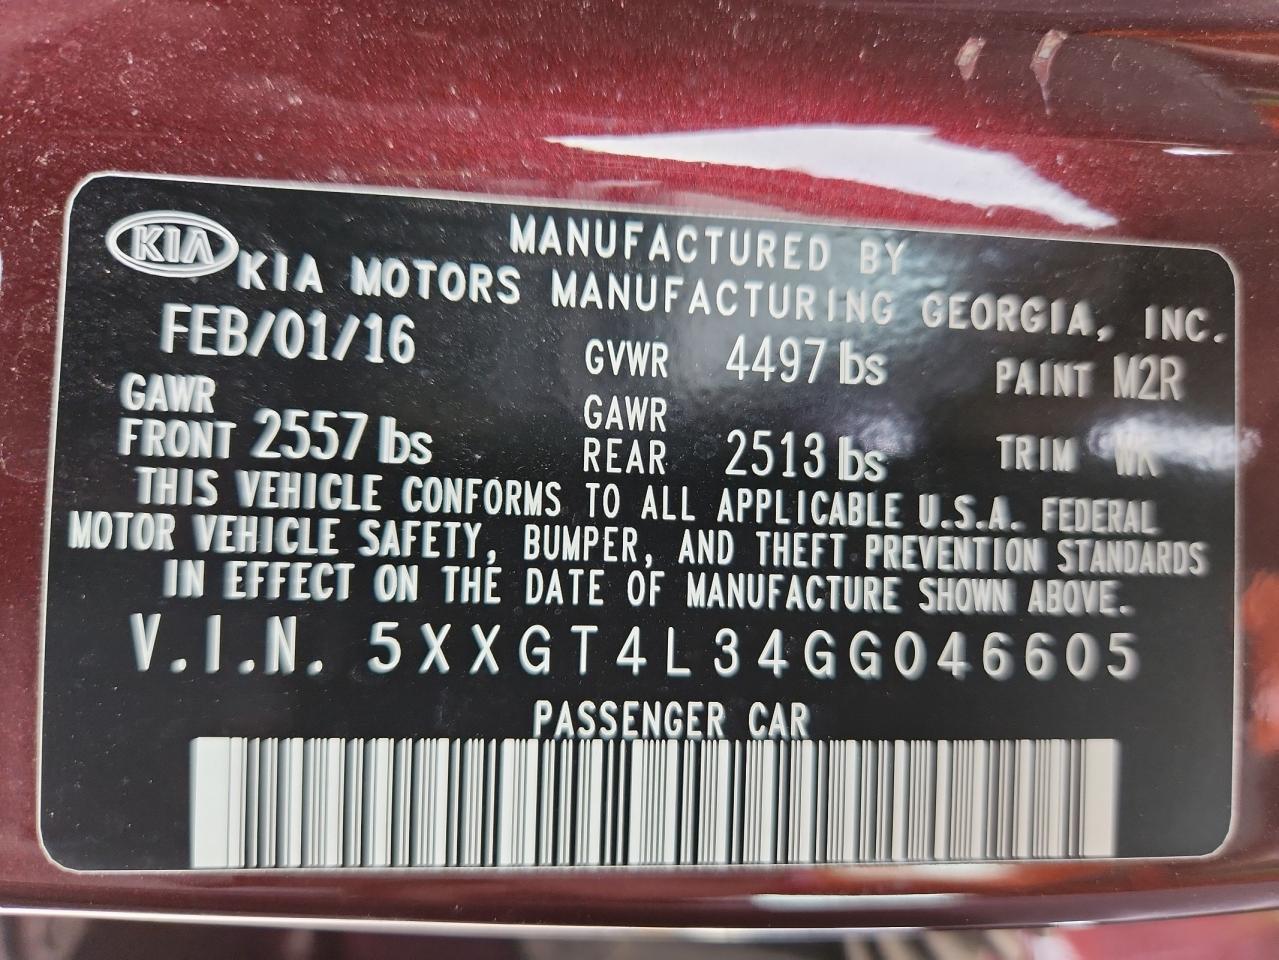 KIA
MANUFACTURED BY
KIA MOTORS MANUFACTURING GEORGIA, INC.
FEB/01/16 GVWR 4497 lbs PAINT M2R
GAWR FRONT 2557 lbs GAWR REAR 2513 lbs TRIM WK
THIS VEHICLE CONFORMS TO ALL APPLICABLE U.S.A. FEDERAL
MOTOR VEHICLE SAFETY, BUMPER, AND THEFT PREVENTION STANDARDS
IN EFFECT ON THE DATE OF MANUFACTURE SHOWN ABOVE.
V.I.N. 5XXGT4L34GG046605
PASSENGER CAR